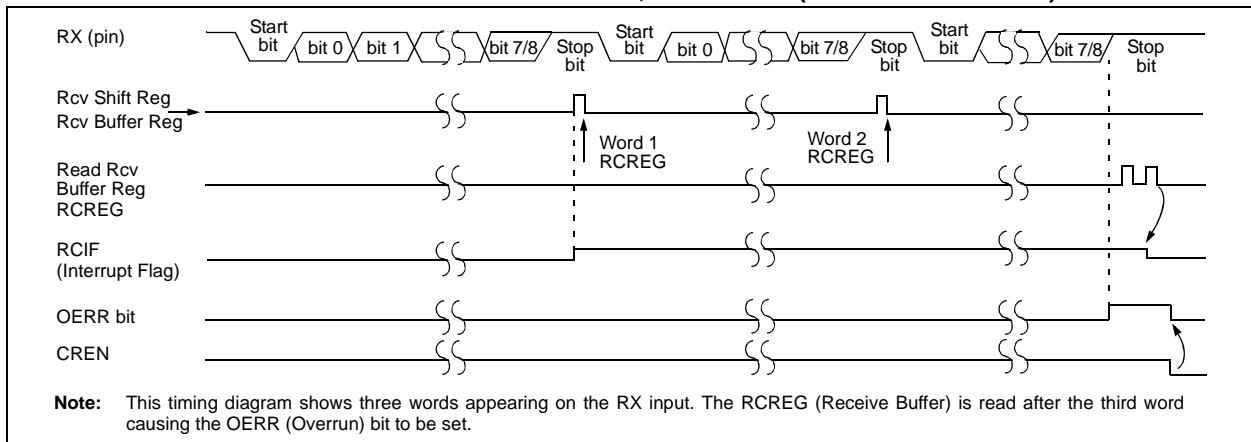 RX (pin)
Start
bit
bit 0
bit 1
bit 7/8
Stop
bit
Start
bit
bit 0
bit 7/8
Stop
bit
Start
bit
bit 7/8
Stop
bit
Rcv Shift Reg
Rcv Buffer Reg
Word 1
RCREG
Word 2
RCREG
Read Rcv
Buffer Reg
RCREG
RCIF
(Interrupt Flag)
OERR bit
CREN
Note: This timing diagram shows three words appearing on the RX input. The RCREG (Receive Buffer) is read after the third word
causing the OERR (Overrun) bit to be set.